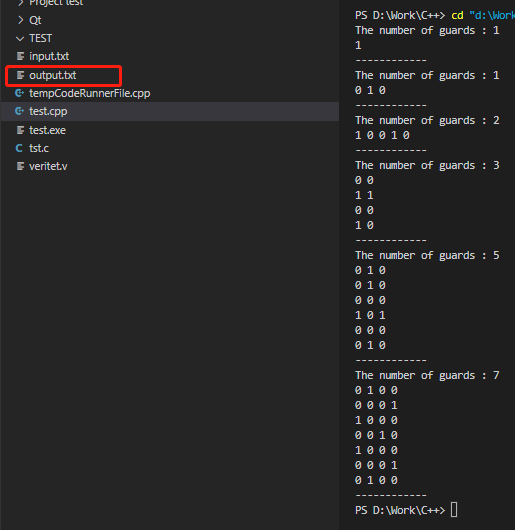 Project test
Qt
TEST
input.txt
output.txt
tempCodeRunnerFile.cpp
test.cpp
test.exe
tst.c
veritet.v
PS D:\Work\C++> cd "d:\Work
The number of guards : 1
1
------------
The number of guards : 1
0 1 0
------------
The number of guards : 2
1 0 0 1 0
------------
The number of guards : 3
0 0
1 1
0 0
1 0
------------
The number of guards : 5
0 1 0
0 1 0
0 0 0
1 0 1
0 0 0
0 1 0
------------
The number of guards : 7
0 1 0 0
0 0 0 1
1 0 0 0
0 0 1 0
1 0 0 0
0 0 0 1
0 1 0 0
------------
PS D:\Work\C++>